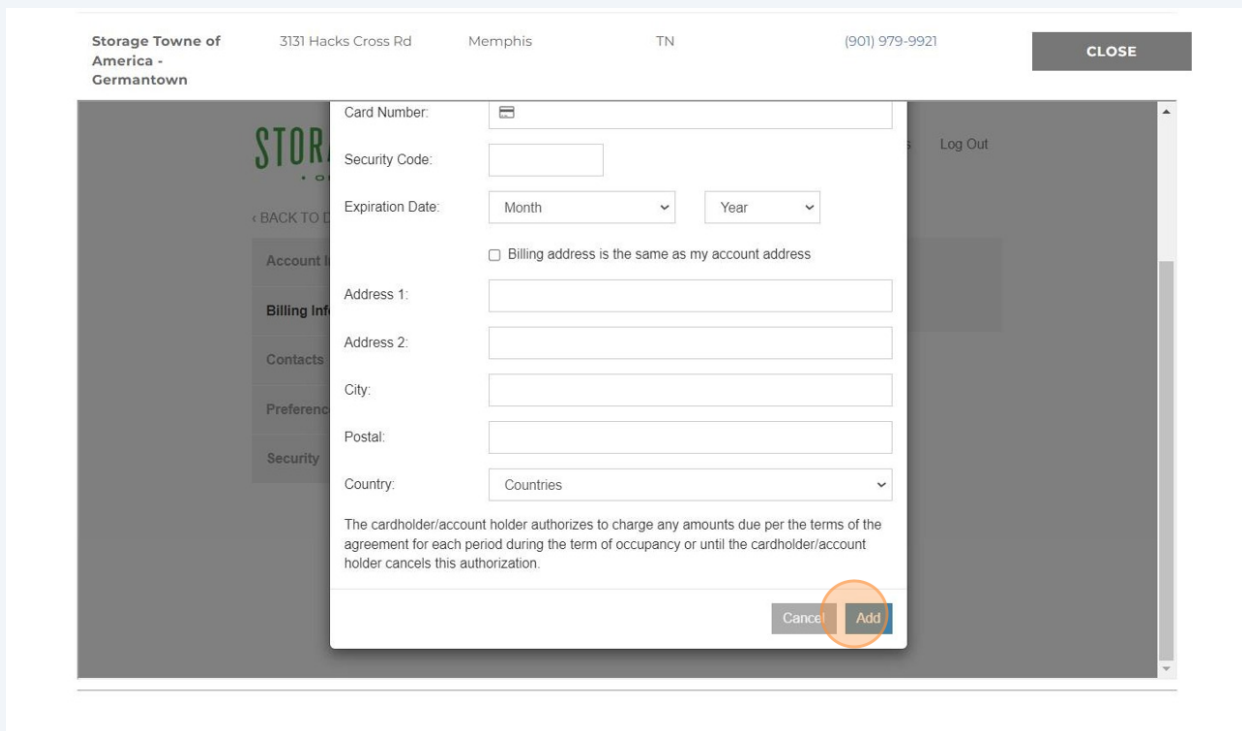 Storage Towne of America - Germantown
3131 Hacks Cross Rd
Memphis
TN
(901) 979-9921
CLOSE
Card Number:
STOR
Log Out
Security Code:
Expiration Date:
Month
Year
‹ BACK TO D
Billing address is the same as my account address
Account I
Address 1:
Billing Inf
Address 2:
Contacts
City:
Preferenc
Postal:
Security
Country:
Countries
The cardholder/account holder authorizes to charge any amounts due per the terms of the
agreement for each period during the term of occupancy or until the cardholder/account
holder cancels this authorization.
Cancel
Add